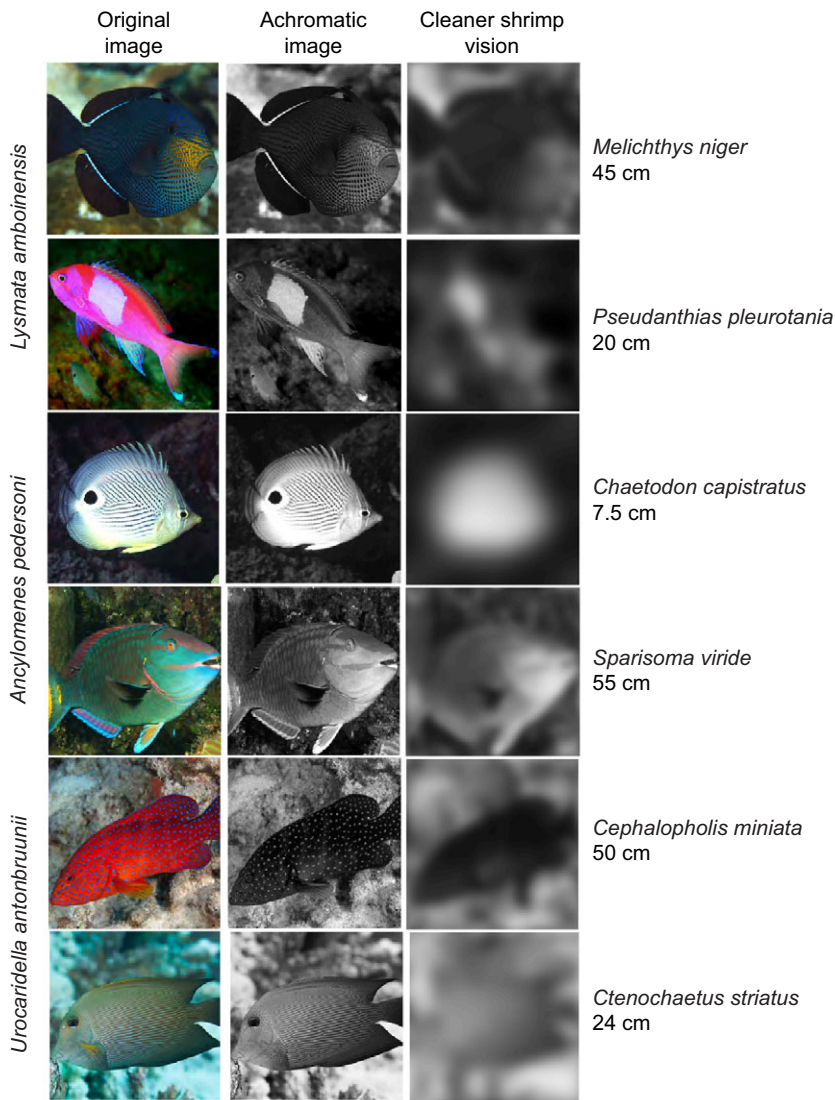 Original
image
Achromatic
image
Cleaner shrimp
vision
Lysmata amboinensis
Melichthys niger
45 cm
Pseudanthias pleurotania
20 cm
Ancylomenes pedersoni
Chaetodon capistratus
7.5 cm
Sparisoma viride
55 cm
Urocaridella antonbruunii
Cephalopholis miniata
50 cm
Ctenochaetus striatus
24 cm